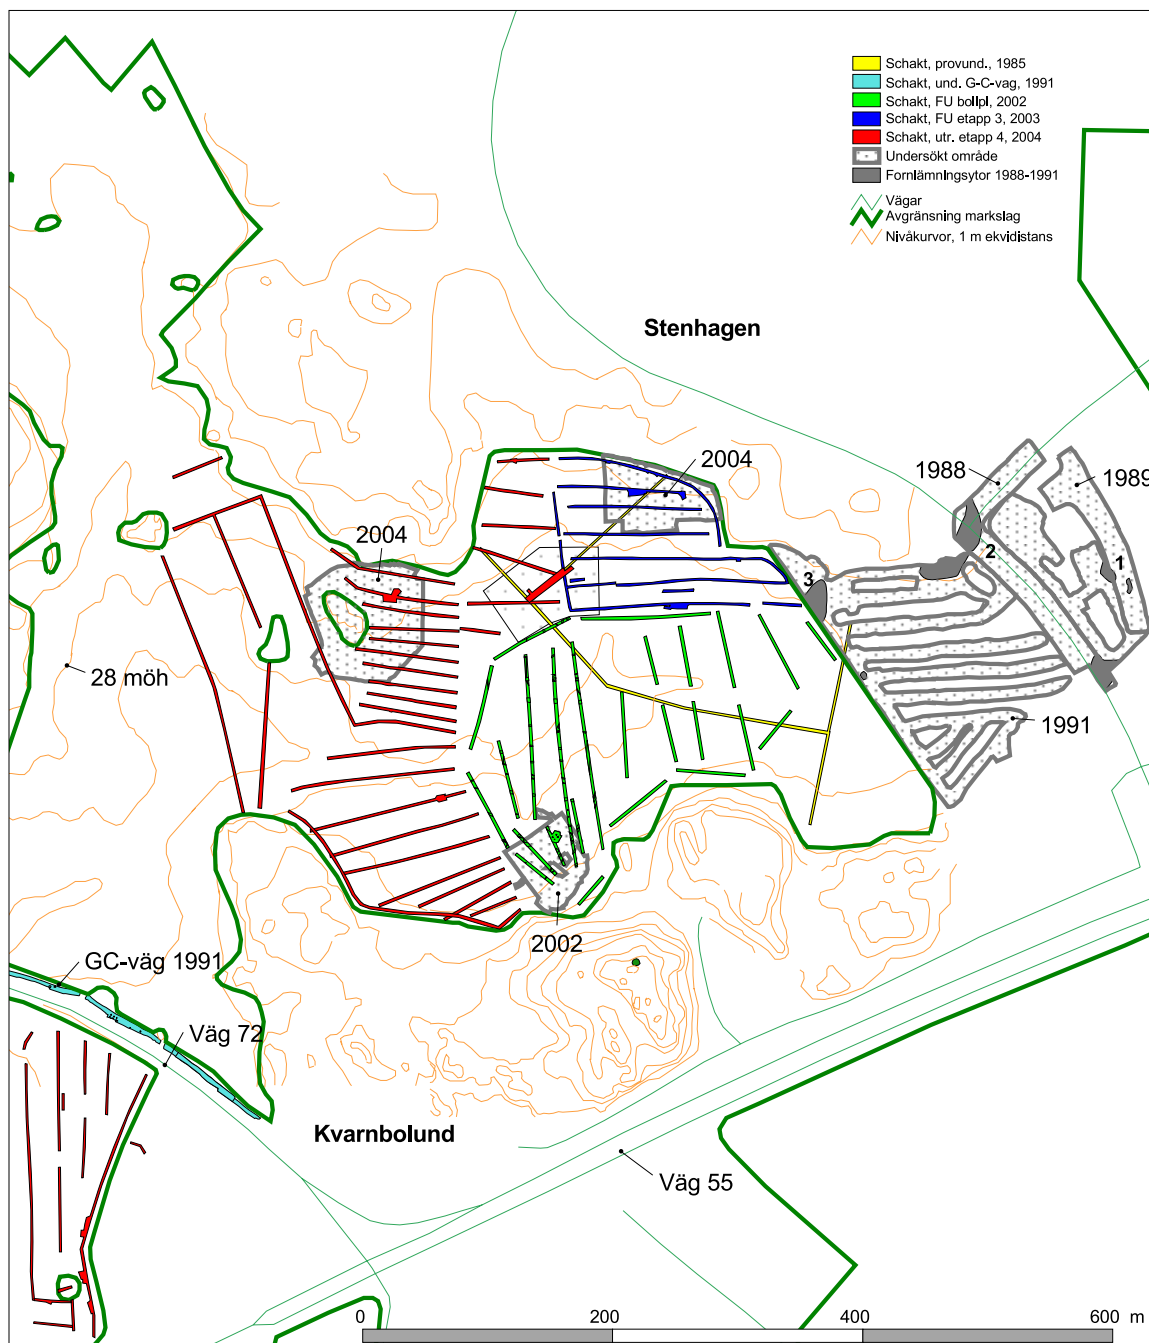 Schakt, provund., 1985
Schakt, und. G-C-vag, 1991
Schakt, FU bollpl, 2002
Schakt, FU etapp 3, 2003
Schakt, utr. etapp 4, 2004
Undersökt område
Fornlämningsytor 1988-1991
Vägar
Avgränsning markslag
Nivåkurvor, 1 m ekvidistans
Stenhagen
2004
1988
1989
2004
2
1
3
28 möh
1991
2002
GC-väg 1991
Väg 72
Kvarnbolund
Väg 55
0 200 400 600 m